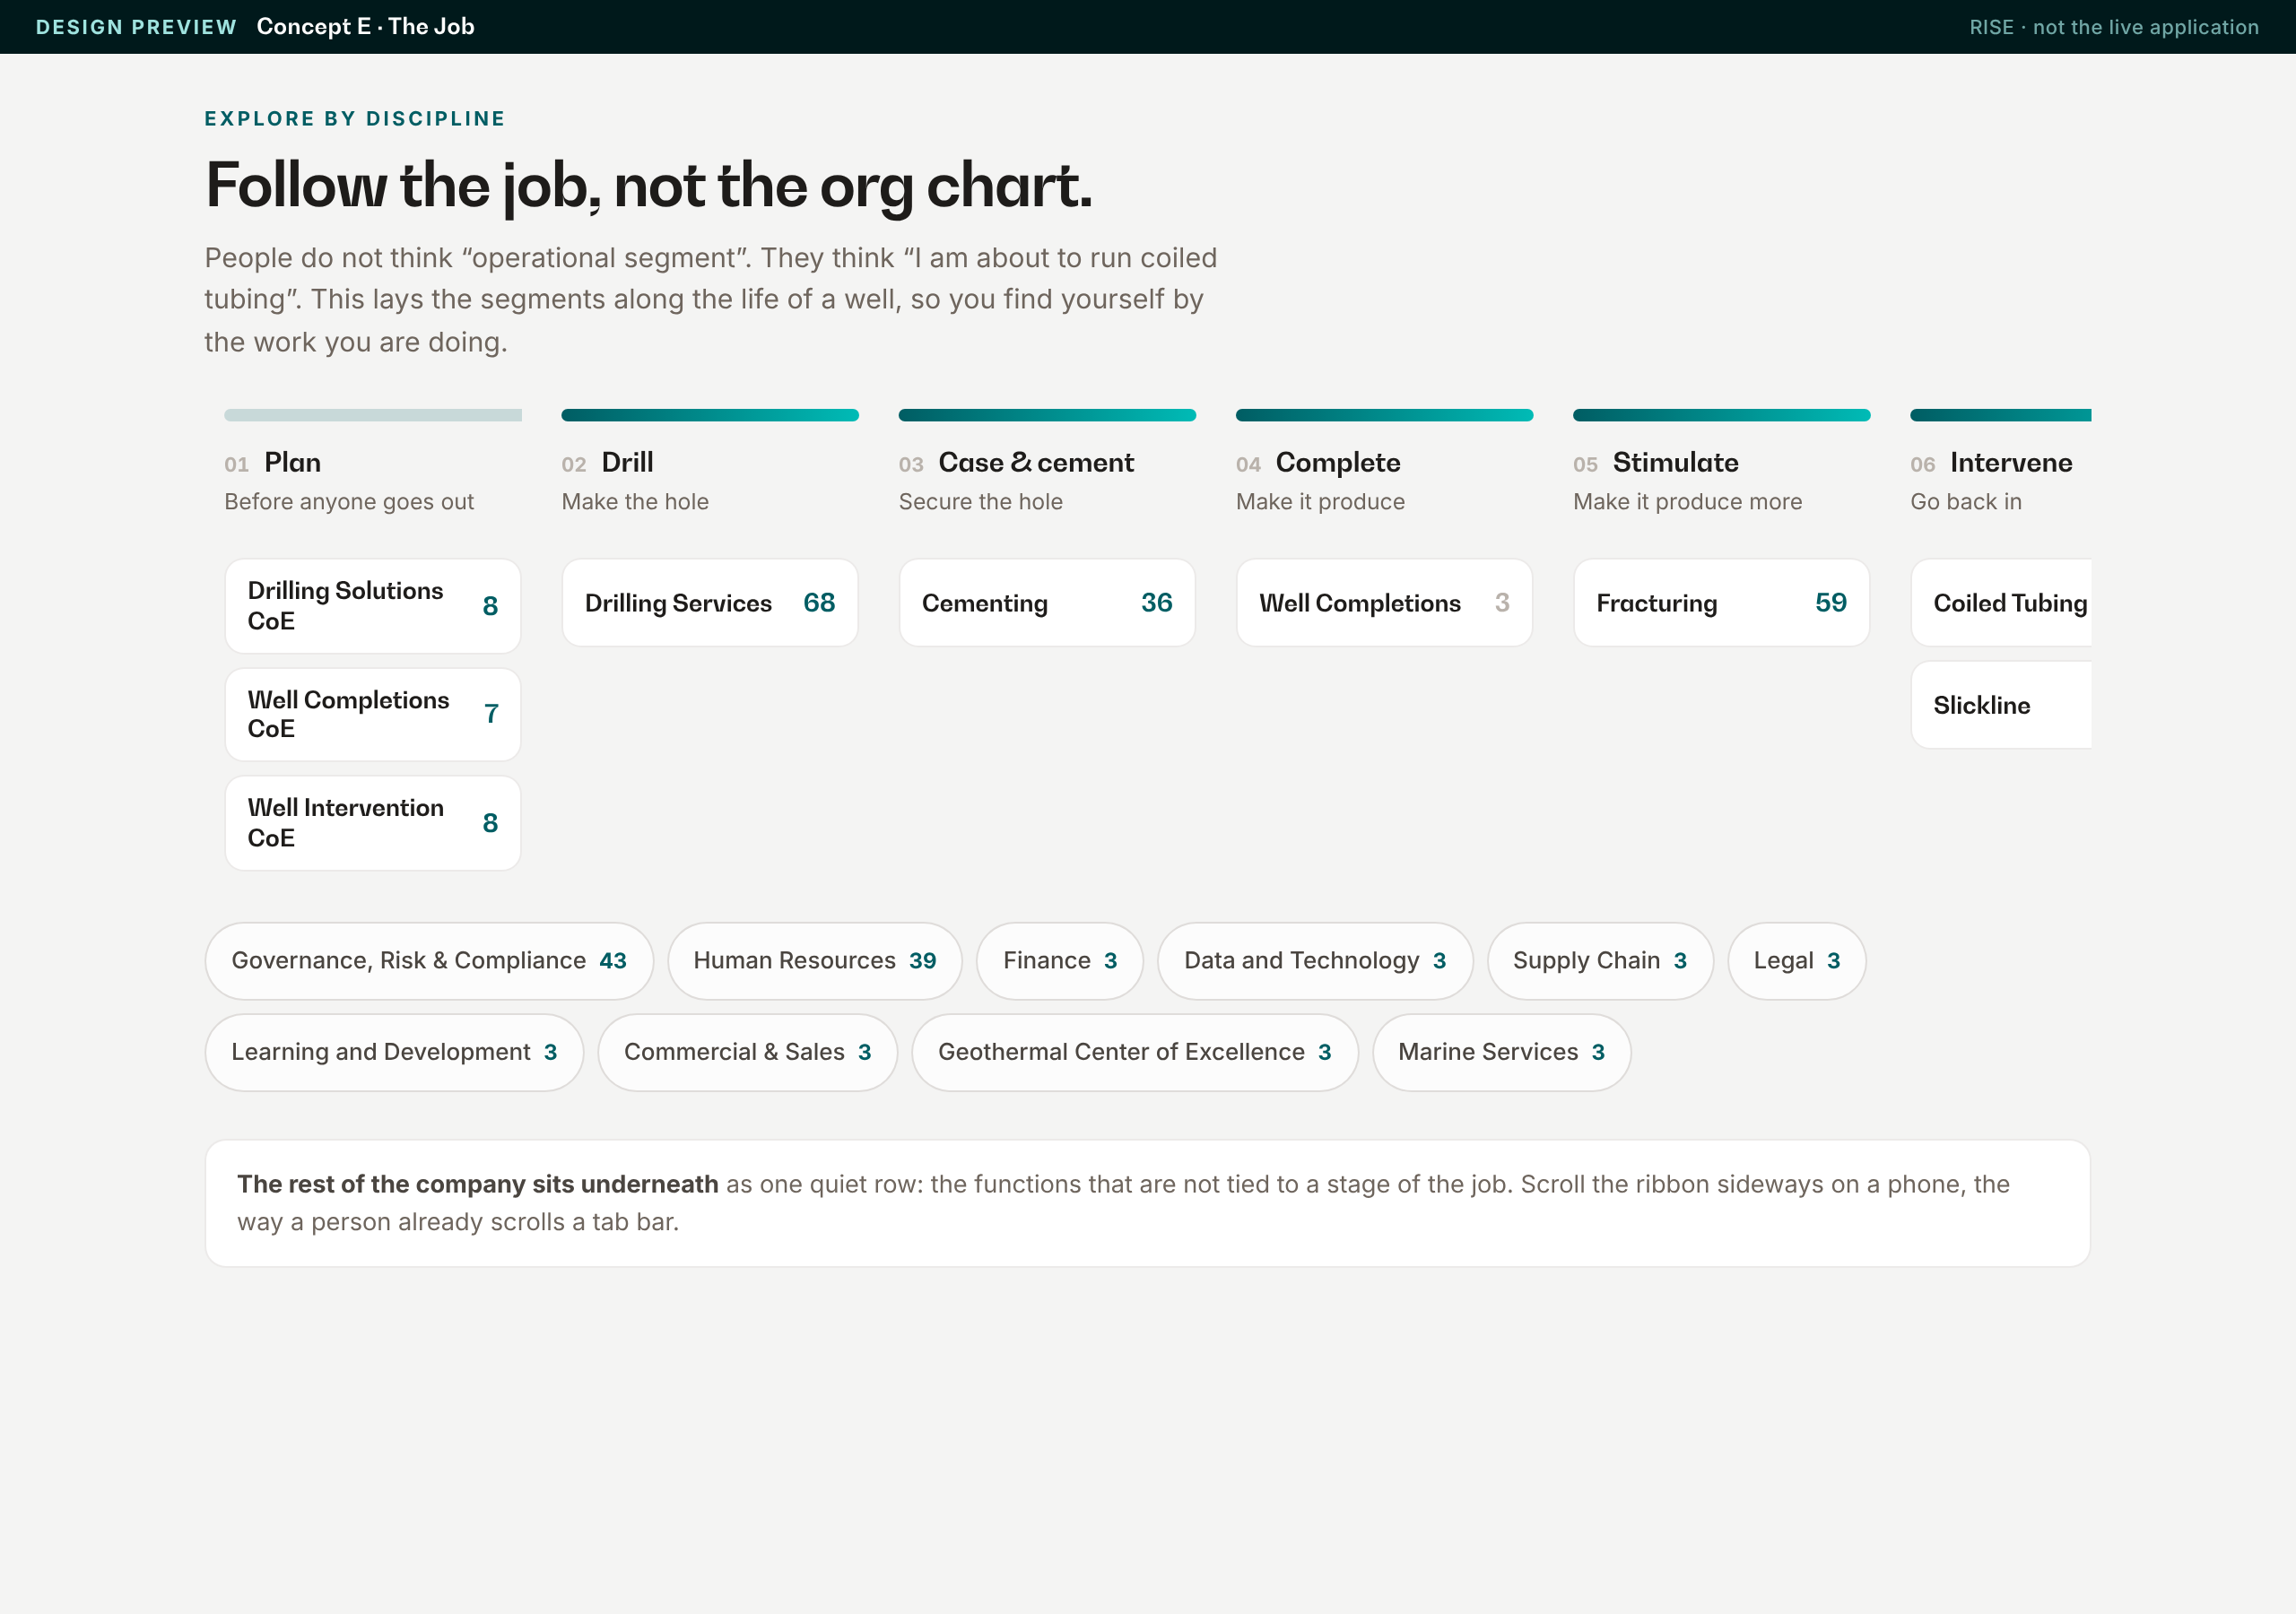 DESIGN PREVIEW Concept E · The Job
RISE · not the live application
EXPLORE BY DISCIPLINE
Follow the job, not the org chart.
People do not think “operational segment”. They think “I am about to run coiled
tubing”. This lays the segments along the life of a well, so you find yourself by
the work you are doing.
01 Plan
Before anyone goes out
Drilling Solutions
CoE
8
Well Completions
CoE
7
Well Intervention
CoE
8
02 Drill
Make the hole
Drilling Services 68
03 Case & cement
Secure the hole
Cementing 36
04 Complete
Make it produce
Well Completions 3
05 Stimulate
Make it produce more
Fracturing 59
06 Intervene
Go back in
Coiled Tubing
Slickline
Governance, Risk & Compliance 43
Human Resources 39
Finance 3
Data and Technology 3
Supply Chain 3
Legal 3
Learning and Development 3
Commercial & Sales 3
Geothermal Center of Excellence 3
Marine Services 3
The rest of the company sits underneath as one quiet row: the functions that are not tied to a stage of the job. Scroll the ribbon sideways on a phone, the
way a person already scrolls a tab bar.